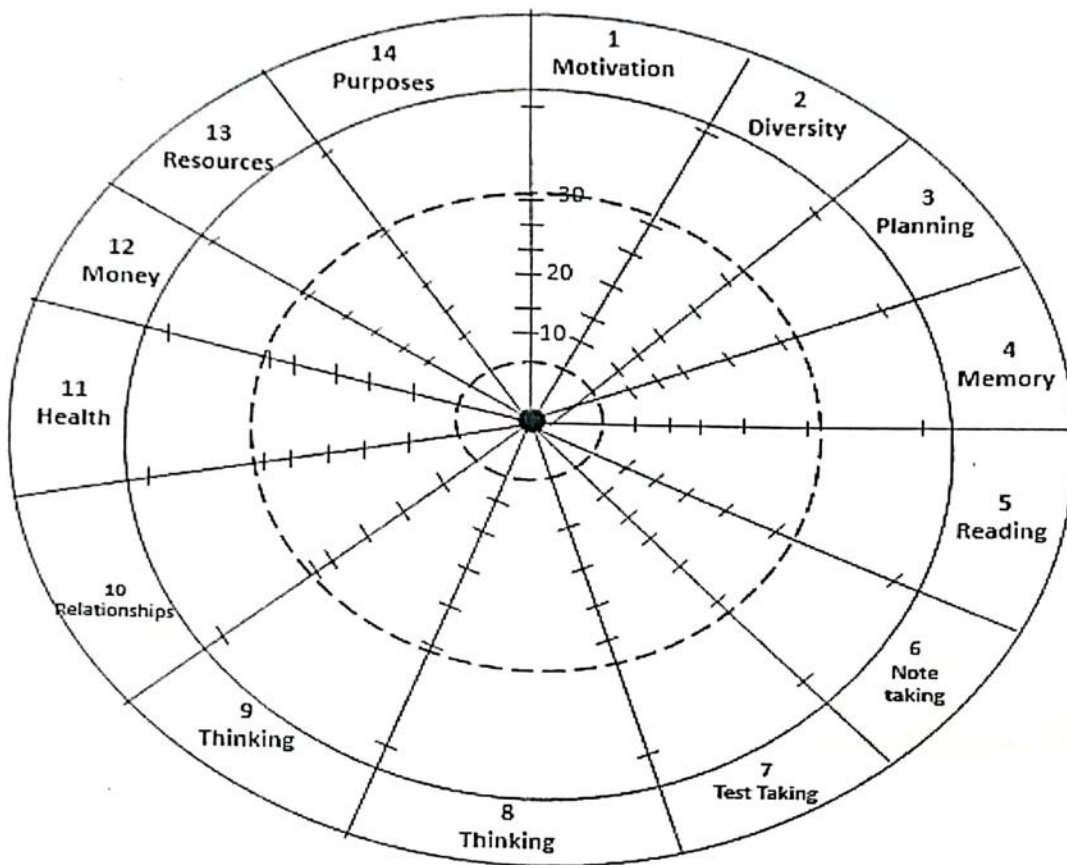 1
Motivation
2
Diversity
3
Planning
4
Memory
5
Reading
6
Note
taking
7
Test Taking
8
Thinking
9
Thinking
10
Relationships
11
Health
12
Money
13
Resources
14
Purposes
30
20
10